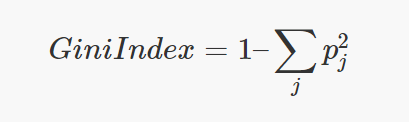 GiniIndex = 1– ∑_j p_j^2